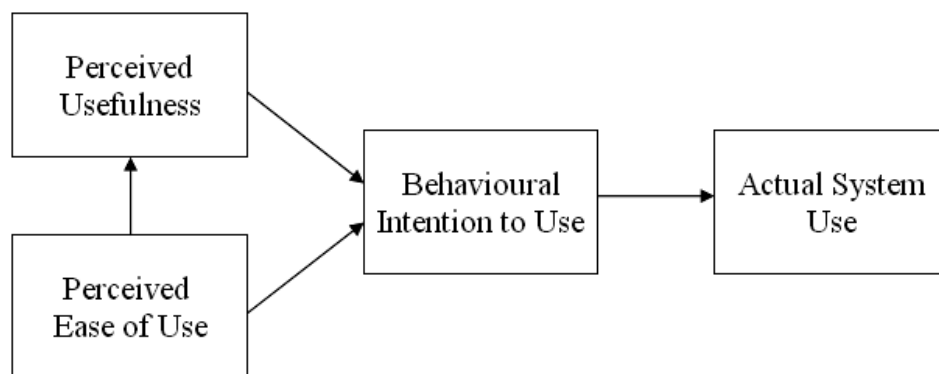 Perceived
Usefulness
Behavioural
Intention to Use
Actual System
Use
Perceived
Ease of Use